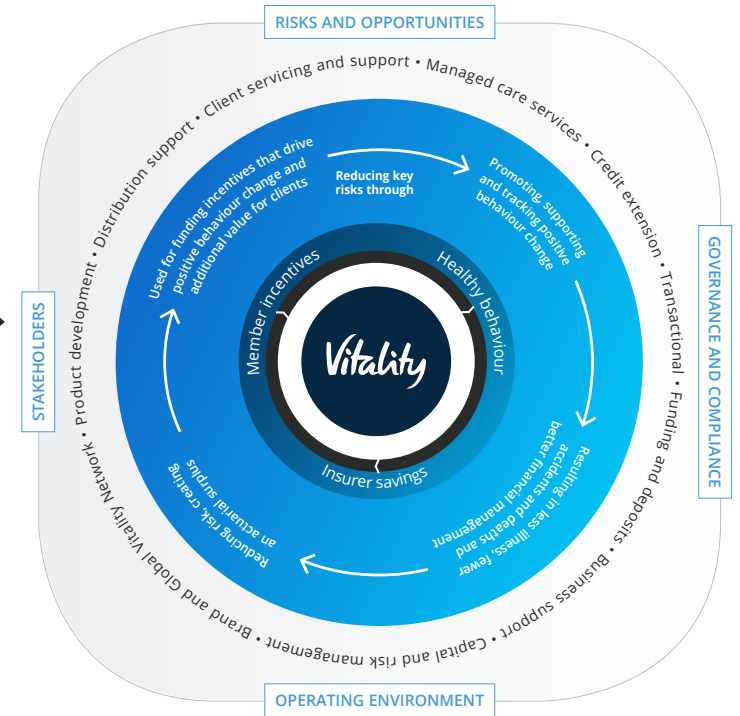 RISKS AND OPPORTUNITIES
Client servicing and support • Managed care services • Credit extension • Transactional • Funding and deposits • Business support • Capital and risk management • Brand and Global Vitality Network • Product development • Distribution support •
Used for funding incentives that drive
positive behaviour change and
additional value for clients
Reducing key
risks through
Promoting, supporting
and tracking positive
behaviour change
Member incentives
Healthy behaviour
Vitality
Insurer savings
STAKEHOLDERS
GOVERNANCE AND COMPLIANCE
Reducing risk, creating
an actuarial surplus
Resulting in less illness, fewer
accidents and deaths and
better financial management
OPERATING ENVIRONMENT